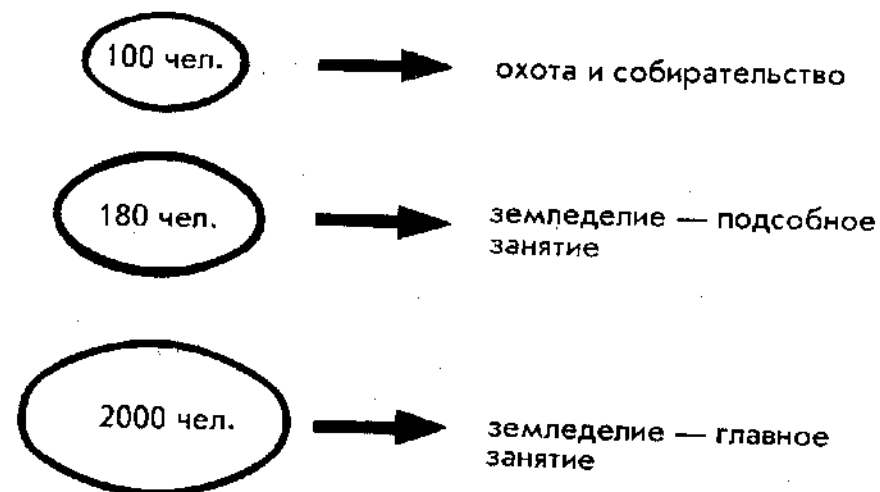 100 чел.
охота и собирательство
180 чел.
земледелие — подсобное
занятие
2000 чел.
земледелие — главное
занятие